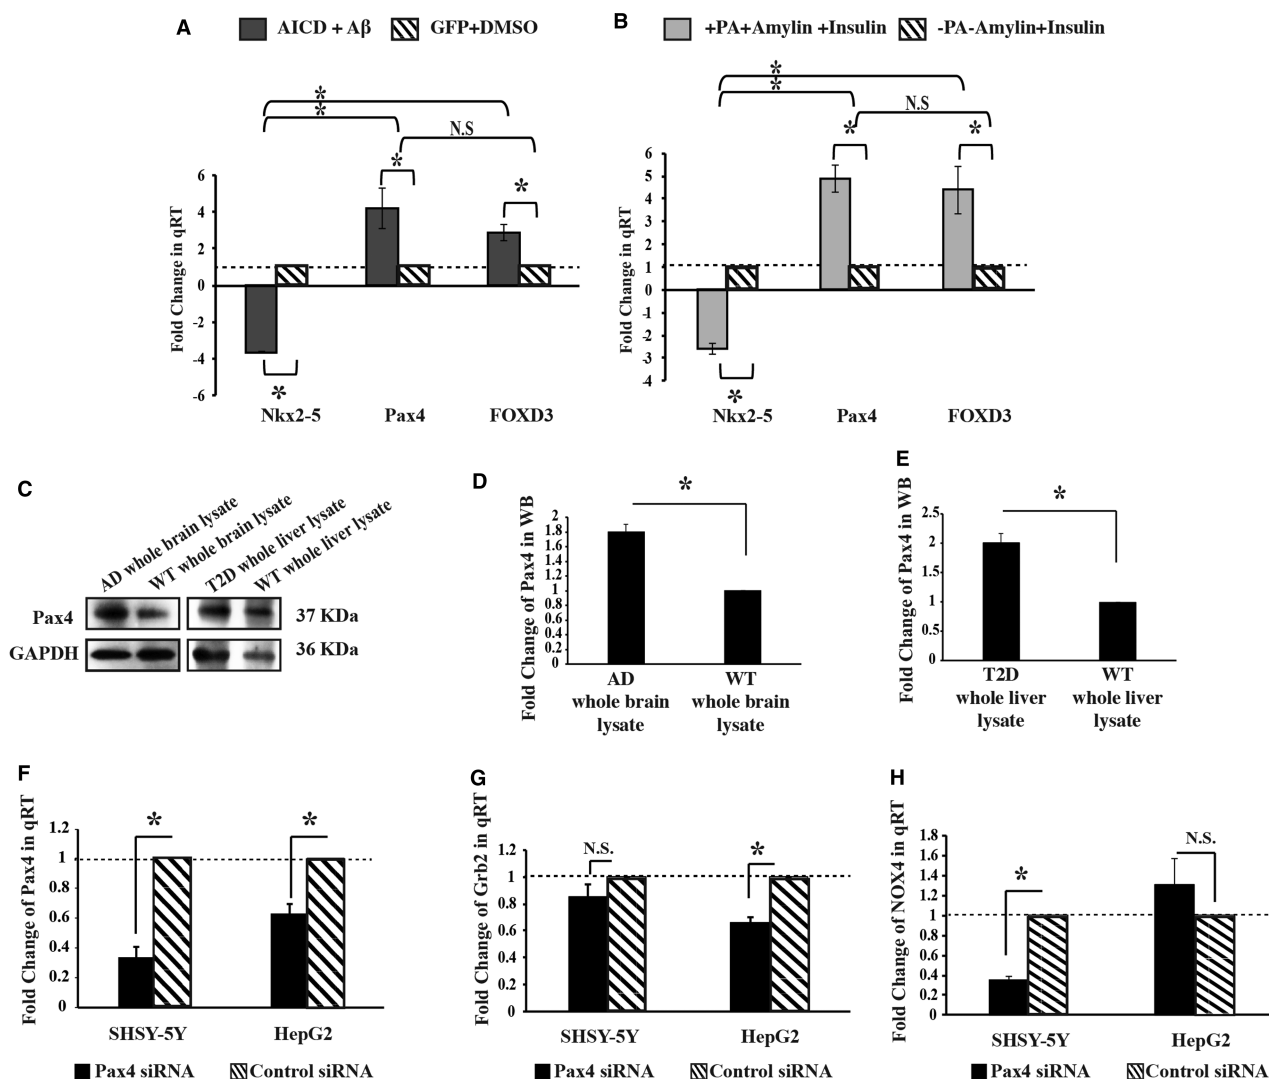 A
AICD + Aβ
GFP+DMSO
*
*
N.S
*
*
Fold Change in qRT
6
4
2
0
-2
-4
-6
*
Nkx2-5
Pax4
FOXD3
B
+PA+Amylin +Insulin
-PA-Amylin+Insulin
*
*
N.S
*
*
Fold Change in qRT
6
5
4
3
2
1
0
-1
-2
-3
-4
*
Nkx2-5
Pax4
FOXD3
C
AD whole brain lysate
WT whole brain lysate
T2D whole liver lysate
WT whole liver lysate
Pax4
37 KDa
GAPDH
36 KDa
D
*
Fold Change of Pax4 in WB
2
1.8
1.6
1.4
1.2
1
0.8
0.6
0.4
0.2
0
AD
whole brain
lysate
WT
whole brain
lysate
E
*
Fold Change of Pax4 in WB
2.5
2
1.5
1
0.5
0
T2D
whole liver
lysate
WT
whole liver
lysate
F
*
*
Fold Change of Pax4 in qRT
1.2
1
0.8
0.6
0.4
0.2
0
SHSY-5Y
HepG2
Pax4 siRNA
Control siRNA
G
N.S.
*
Fold Change of Grb2 in qRT
1.2
1
0.8
0.6
0.4
0.2
0
SHSY-5Y
HepG2
Pax4 siRNA
Control siRNA
H
*
N.S.
Fold Change of NOX4 in qRT
1.8
1.6
1.4
1.2
1
0.8
0.6
0.4
0.2
0
SHSY-5Y
HepG2
Pax4 siRNA
Control siRNA